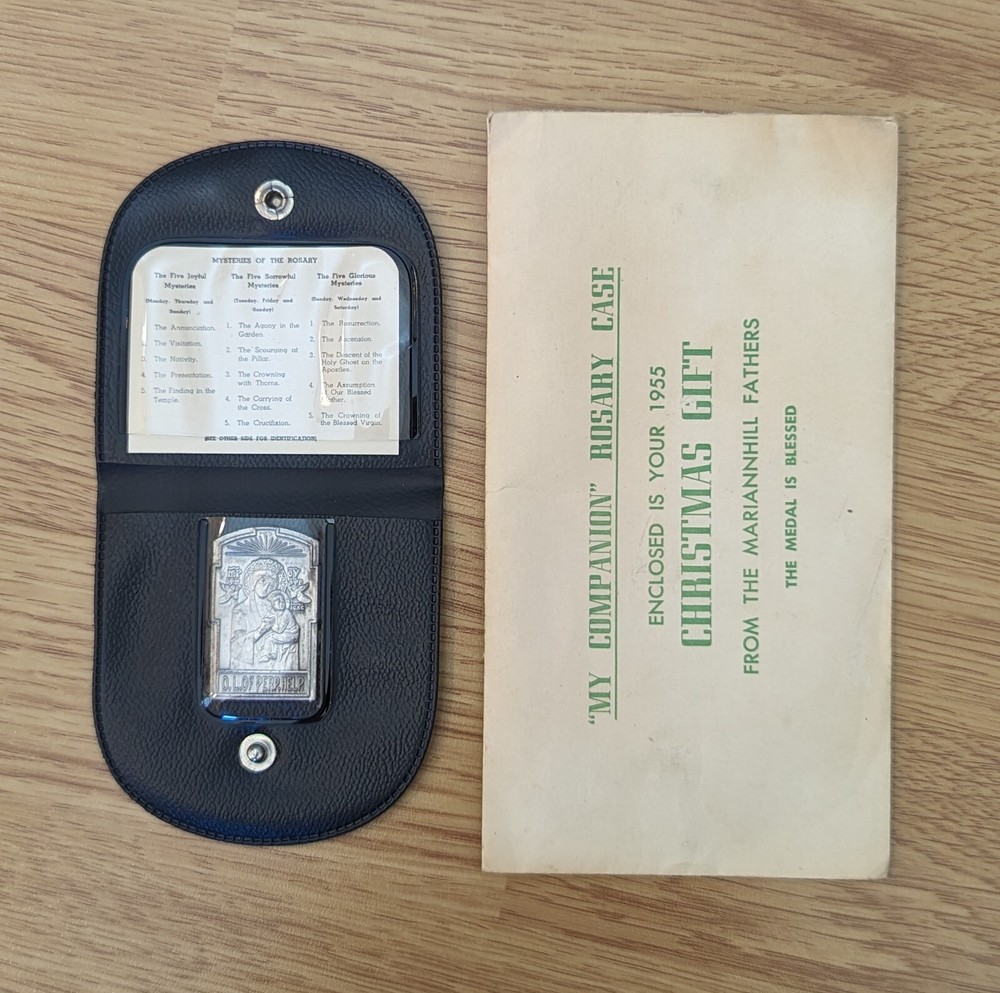 MYSTERIES OF THE ROSARY
The Five Joyful
Mysteries
(Monday, Thursday and
Sunday)
The Annunciation.
The Visitation.
3. The Nativity.
4. The Presentation.
5. The Finding in the
Temple.
The Five Sorrowful
Mysteries
(Tuesday, Friday and
Sunday)
1. The Agony in the
Garden.
2. The Scourging at
the Pillar.
3. The Crowning
with Thorns.
4. The Carrying of
the Cross.
5. The Crucifixion.
The Five Glorious
Mysteries
(Sunday, Wednesday and
Saturday)
1. The Resurrection.
2. The Ascension.
3. The Descent of the
Holy Ghost on the
Apostles.
4. The Assumption
of Our Blessed
Mother.
5. The Crowning of
the Blessed Virgin.
(SEE OTHER SIDE FOR IDENTIFICATION)
O.L.OF PERP.HELP
"MY COMPANION" ROSARY CASE
ENCLOSED IS YOUR 1955
CHRISTMAS GIFT
FROM THE MARIANNHILL FATHERS
THE MEDAL IS BLESSED